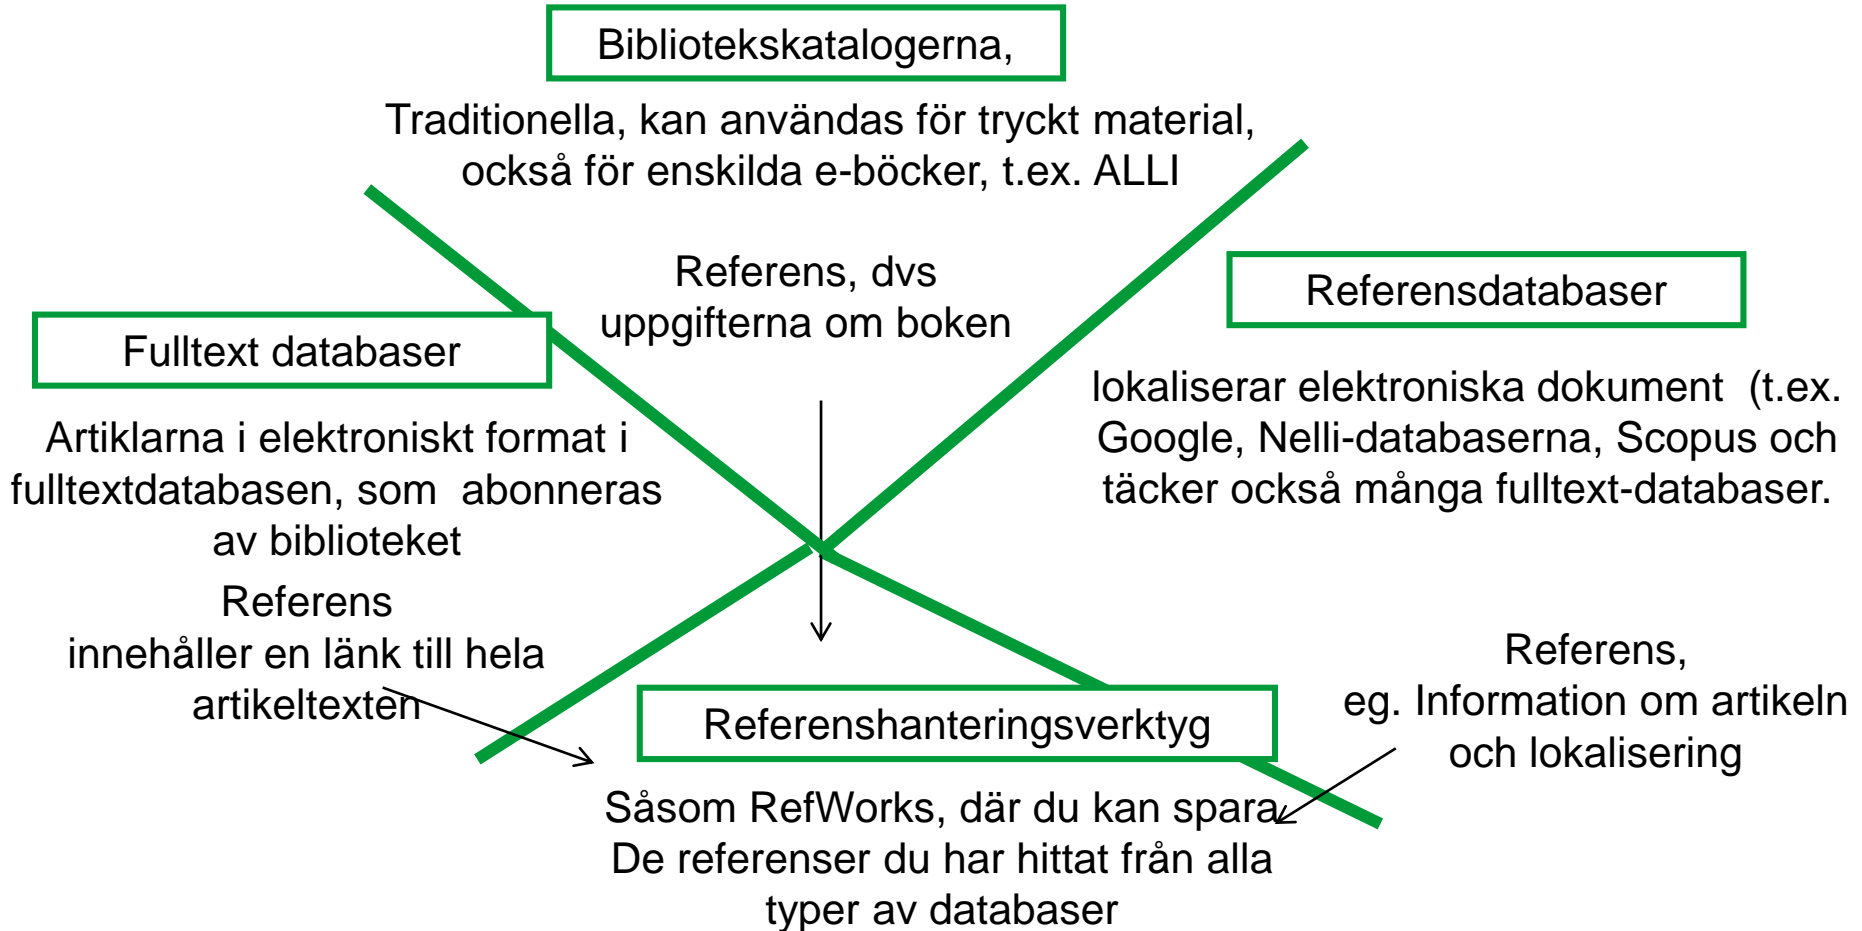 Bibliotekskatalogerna,
Traditionella, kan användas för tryckt material,
också för enskilda e-böcker, t.ex. ALLI
Referens, dvs
uppgifterna om boken
Referensdatabaser
lokaliserar elektroniska dokument (t.ex.
Google, Nelli-databaserna, Scopus och
täcker också många fulltext-databaser.
Fulltext databaser
Artiklarna i elektroniskt format i
fulltextdatabasen, som abonneras
av biblioteket
Referens
innehåller en länk till hela
artikeltexten
Referens,
eg. Information om artikeln
och lokalisering
Referenshanteringsverktyg
Såsom RefWorks, där du kan spara
De referenser du har hittat från alla
typer av databaser